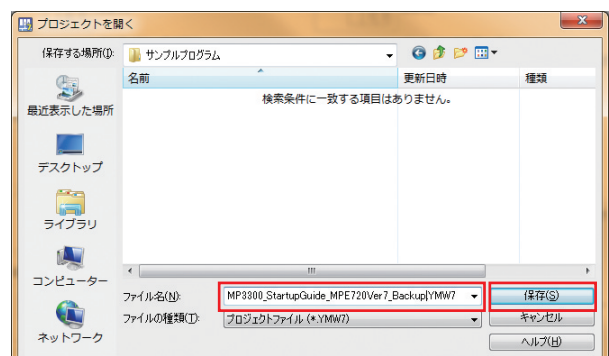 プロジェクトを開く
保存する場所(I):
サンプルプログラム
名前
更新日時
種類
検索条件に一致する項目はありません。
最近表示した場所
デスクトップ
ライブラリ
コンピューター
ネットワーク
ファイル名(N):
MP3300_StartupGuide_MPE720Ver7_Backup|YMW7
保存(S)
ファイルの種類(T):
プロジェクトファイル (*.YMW7)
キャンセル
ヘルプ(H)